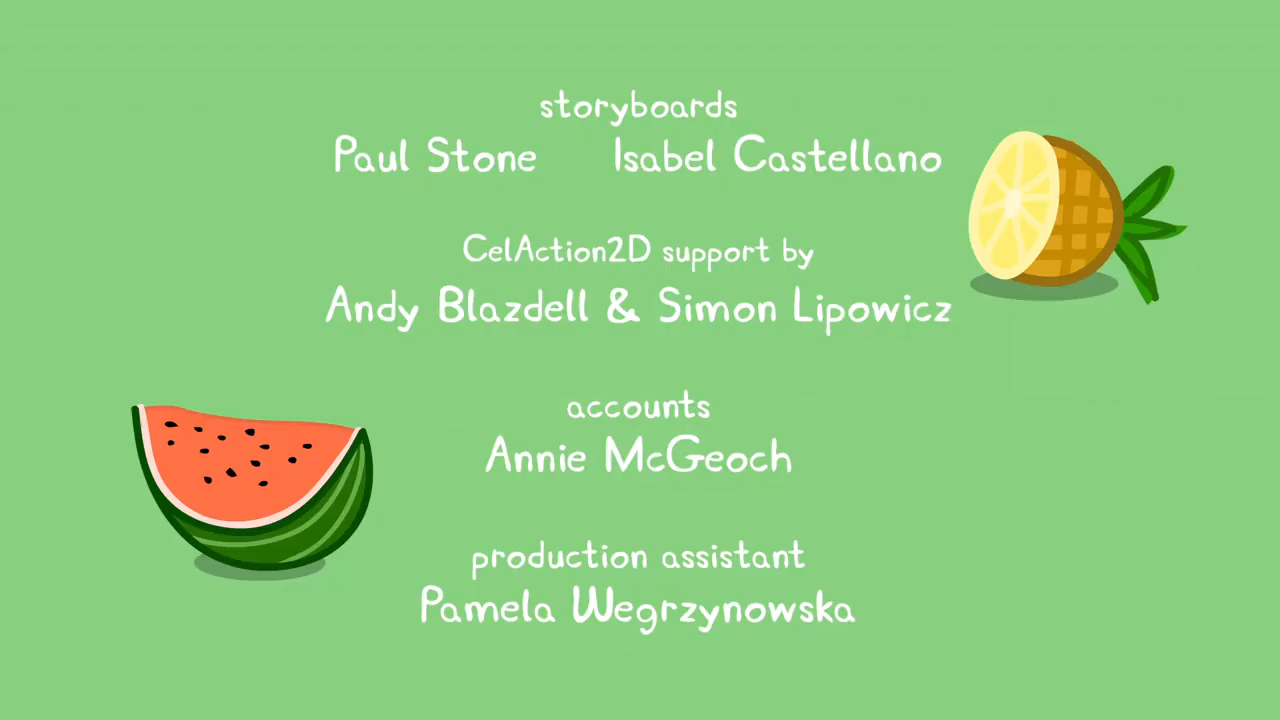 storyboards
Paul Stone Isabel Castellano
CelAction2D support by
Andy Blazdell & Simon Lipowicz
accounts
Annie McGeoch
production assistant
Pamela Wegrzynowska